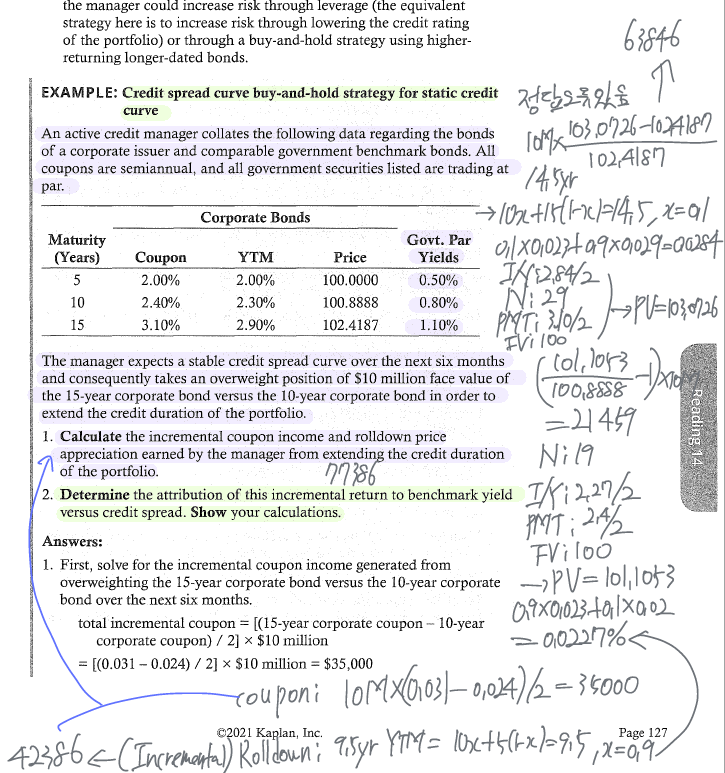 the manager could increase risk through leverage (the equivalent
strategy here is to increase risk through lowering the credit rating
of the portfolio) or through a buy-and-hold strategy using higher-
returning longer-dated bonds.
63846
EXAMPLE: Credit spread curve buy-and-hold strategy for static credit
curve
정답오류있음
An active credit manager collates the following data regarding the bonds
of a corporate issuer and comparable government benchmark bonds. All
coupons are semiannual, and all government securities listed are trading at
par.
10M× 103,0726-102,4187
102,4187
14,5yr
→10x+15(1-x)=14,5, x=0,1
0,1×0,023+0,9×0,029=0,0284
I/Y:2,84/2
N:29
PMT:3,10/2
FV:100
→PV=103,0726
Corporate Bonds
Maturity (Years) Coupon YTM Price Govt. Par Yields
5 2.00% 2.00% 100.0000 0.50%
10 2.40% 2.30% 100.8888 0.80%
15 3.10% 2.90% 102.4187 1.10%
The manager expects a stable credit spread curve over the next six months
and consequently takes an overweight position of $10 million face value of
the 15-year corporate bond versus the 10-year corporate bond in order to
extend the credit duration of the portfolio.
(101,1053
100,8888 -1)×10M
=21459
1. Calculate the incremental coupon income and rolldown price
appreciation earned by the manager from extending the credit duration
of the portfolio.
77386
2. Determine the attribution of this incremental return to benchmark yield
versus credit spread. Show your calculations.
N:19
I/Y:2,27/2
PMT:2,4/2
FV:100
→PV=101,1053
0,9×0,023+0,1×0,02
=0,0227%
Reading 14
Answers:
1. First, solve for the incremental coupon income generated from
overweighting the 15-year corporate bond versus the 10-year corporate
bond over the next six months.
total incremental coupon = [(15-year corporate coupon – 10-year
corporate coupon) / 2] × $10 million
= [(0.031 – 0.024) / 2] × $10 million = $35,000
coupon: 10M×(0,031-0,024)/2=35000
©2021 Kaplan, Inc.
Page 127
42386←(Incremental) Rolldown: 9,5yr YTM= 10x+5(1-x)=9,5, x=0,9